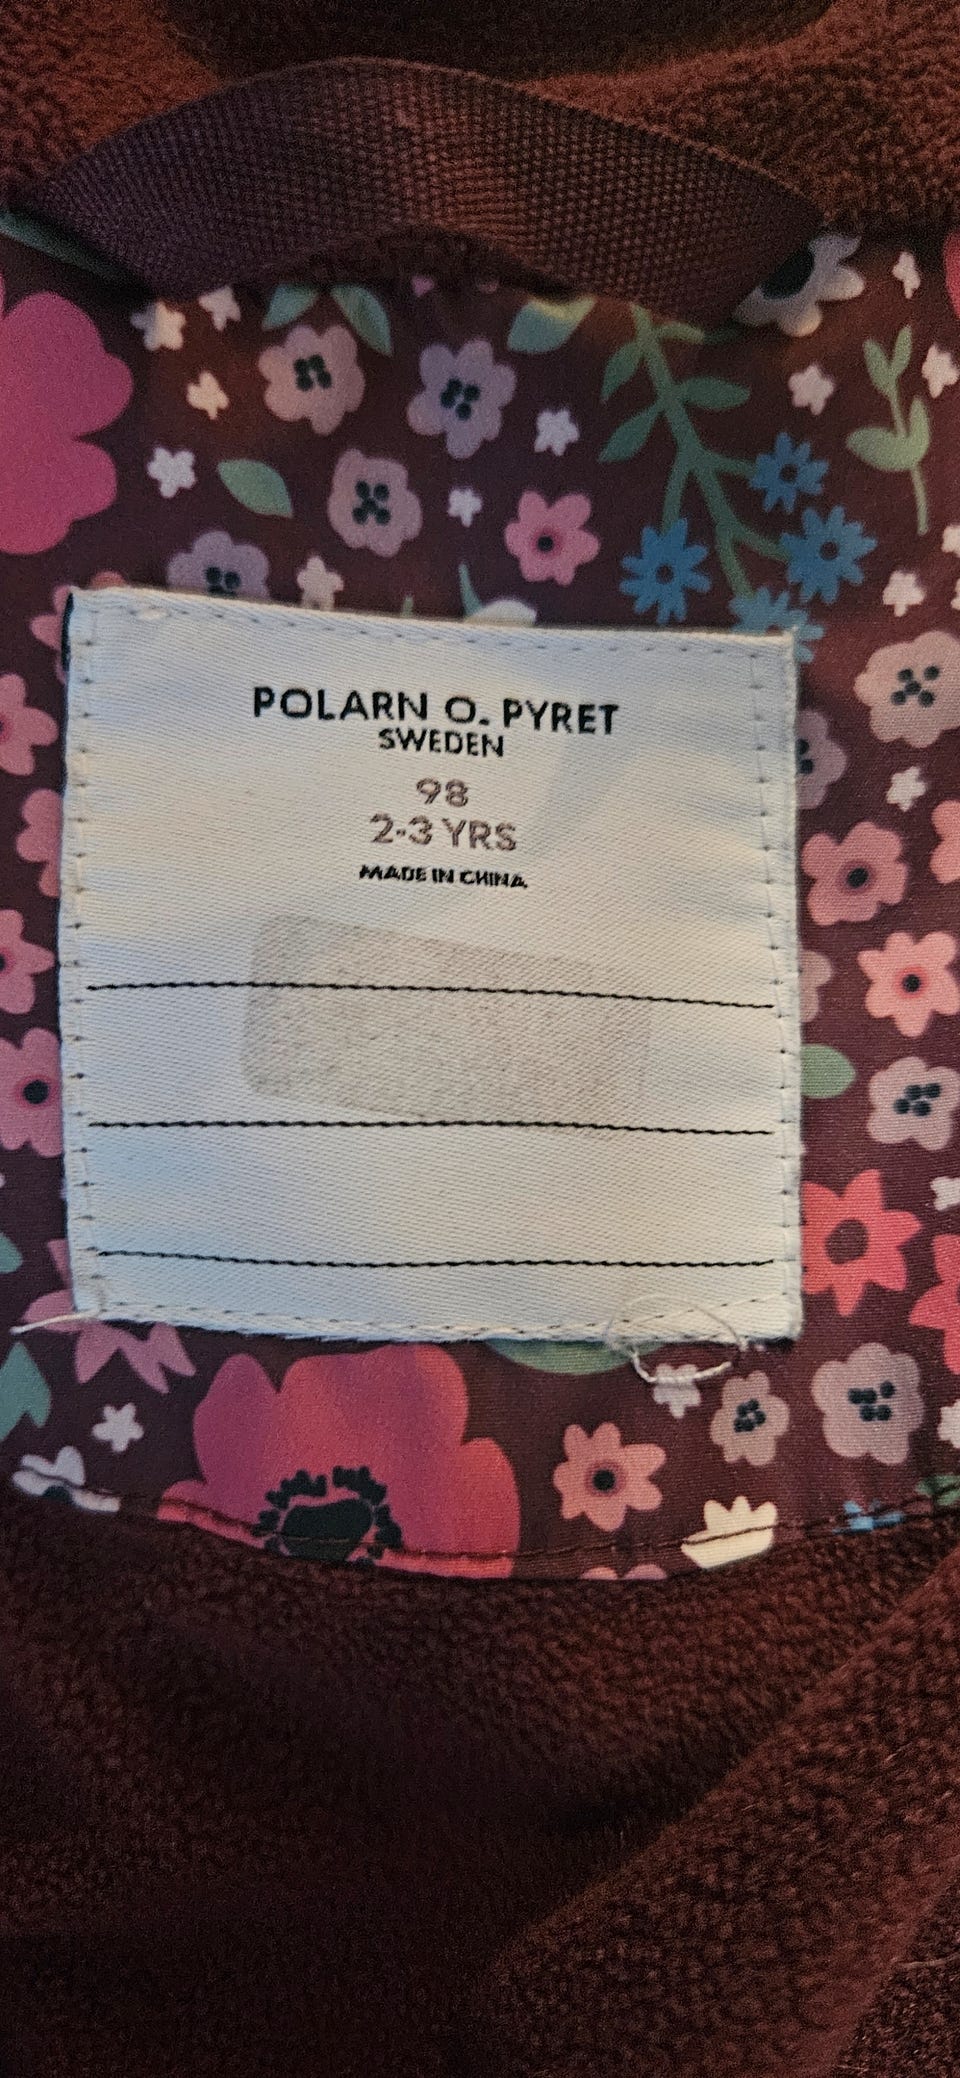 POLARN O. PYRET
SWEDEN
98
2-3 YRS
MADE IN CHINA